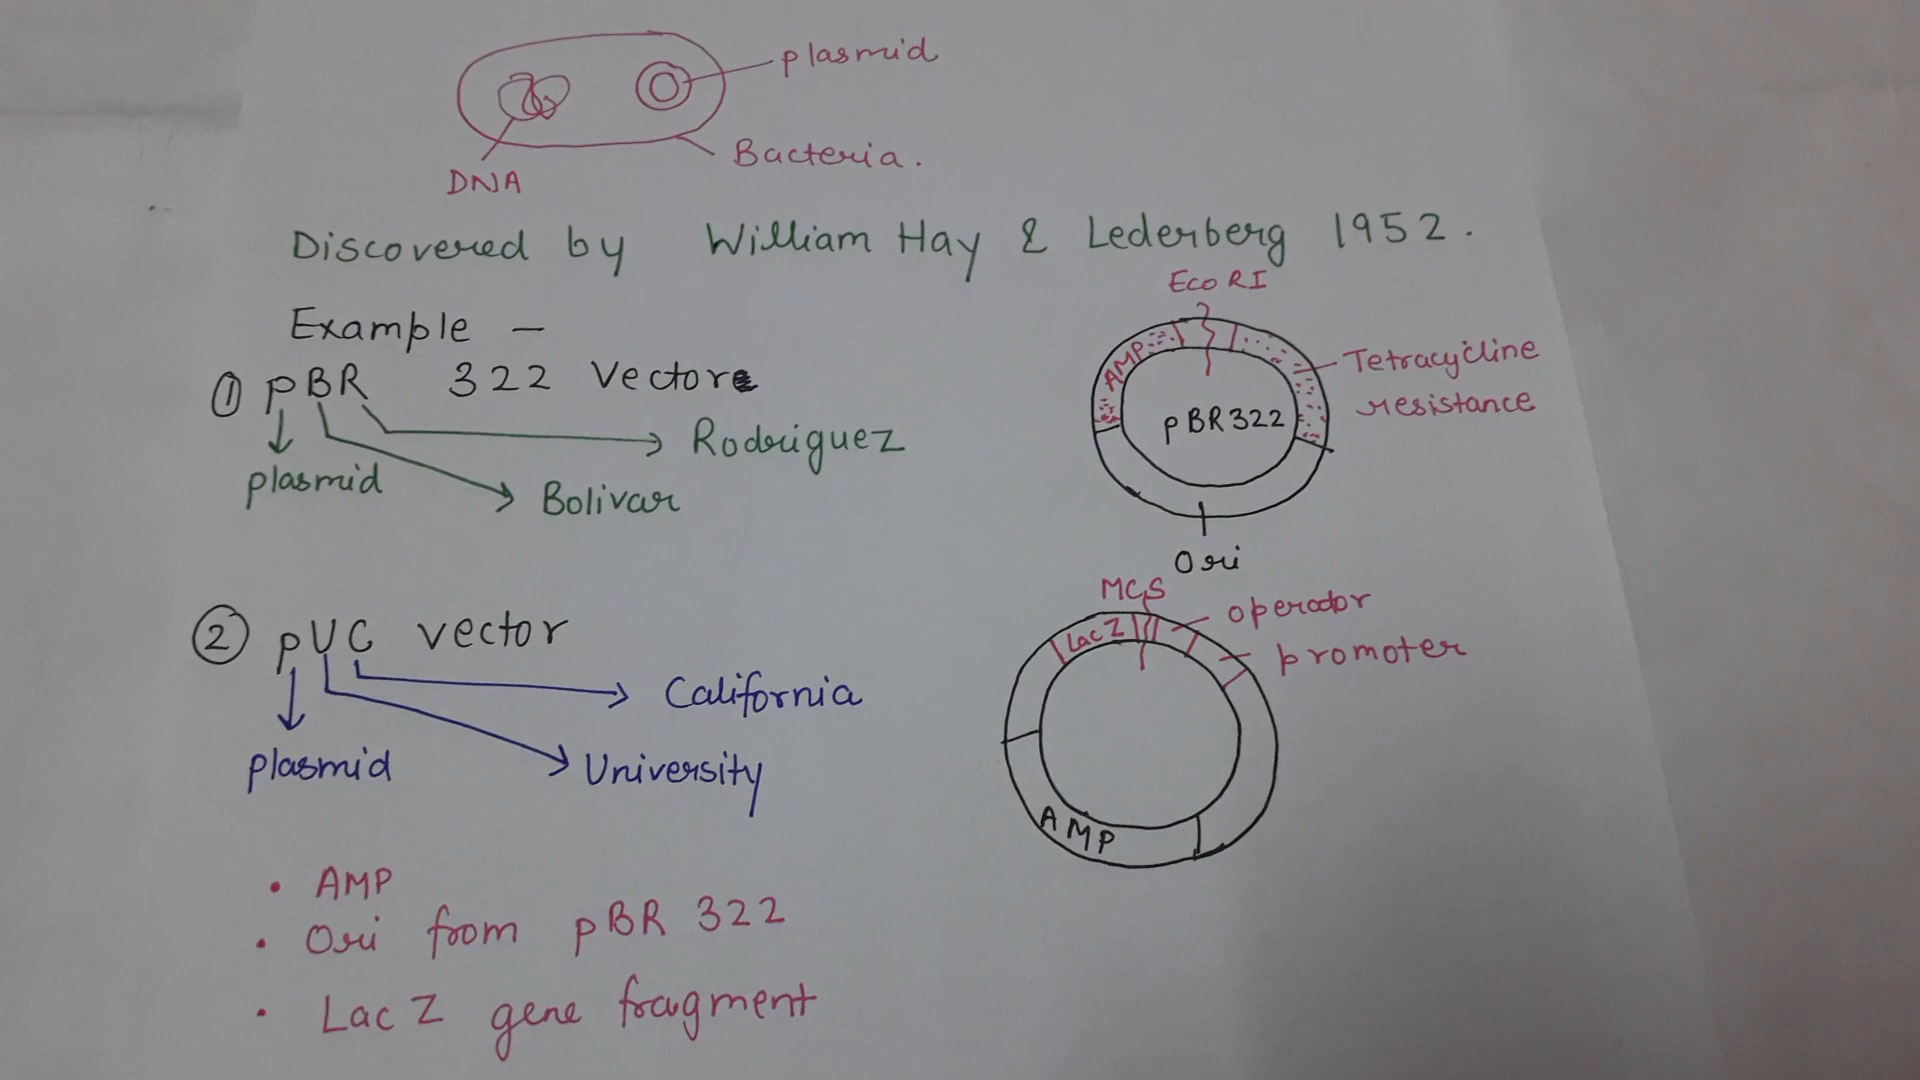 plasmid
Bacteria.
DNA
Discovered by William Hay & Lederberg 1952.
Example —
① pBR 322 Vector
Rodriguez
plasmid
Bolivar
EcoRI
AMP
Tetracycline
resistance
pBR322
Ori
② pUC vector
California
plasmid
University
MCS
operator
promoter
Lac Z
AMP
• AMP
• Ori from pBR 322
• Lac Z gene fragment